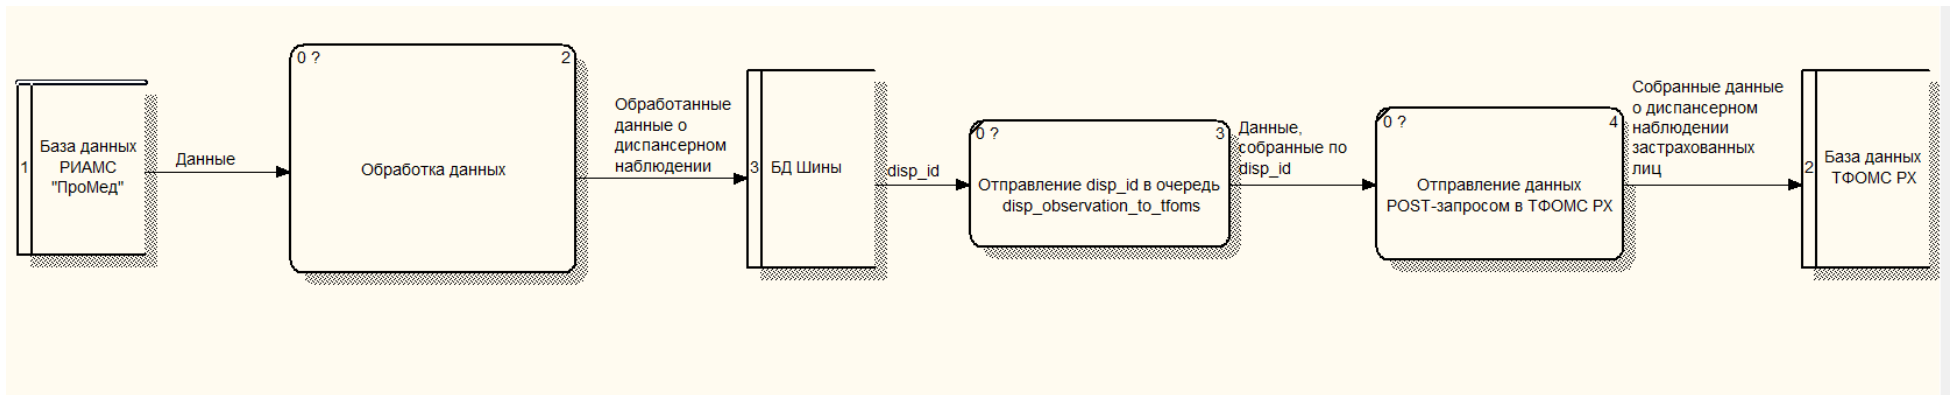 1
База данных
РИАМС
"ПроМед"
Данные
0 ?
2
Обработка данных
Обработанные
данные о
диспансерном
наблюдении
3
БД Шины
disp_id
0 ?
3
Отправление disp_id в очередь
disp_observation_to_tfoms
Данные,
собранные по
disp_id
0 ?
4
Отправление данных
POST-запросом в ТФОМС РХ
Собранные данные
о диспансерном
наблюдении
застрахованных
лиц
2
База данных
ТФОМС РХ